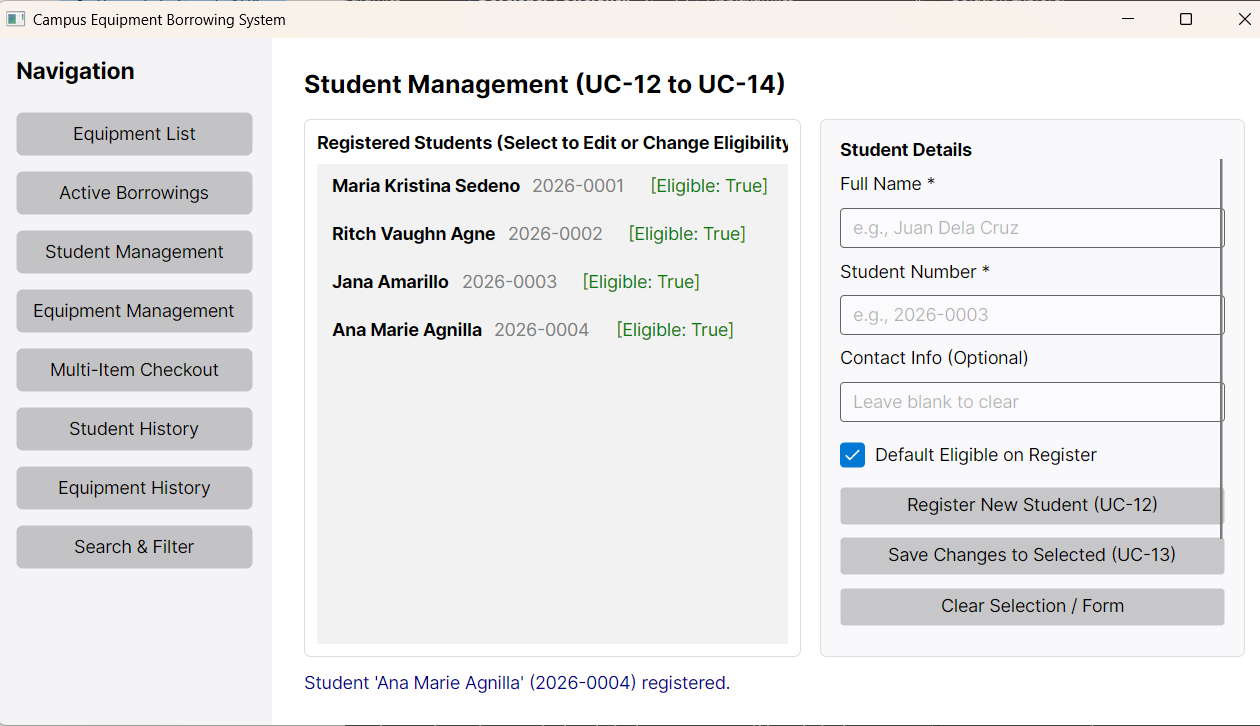 Campus Equipment Borrowing System
Navigation
Equipment List
Active Borrowings
Student Management
Equipment Management
Multi-Item Checkout
Student History
Equipment History
Search & Filter
Student Management (UC-12 to UC-14)
Registered Students (Select to Edit or Change Eligibility
Maria Kristina Sedeno 2026-0001 [Eligible: True]
Ritch Vaughn Agne 2026-0002 [Eligible: True]
Jana Amarillo 2026-0003 [Eligible: True]
Ana Marie Agnilla 2026-0004 [Eligible: True]
Student 'Ana Marie Agnilla' (2026-0004) registered.
Student Details
Full Name *
e.g., Juan Dela Cruz
Student Number *
e.g., 2026-0003
Contact Info (Optional)
Leave blank to clear
Default Eligible on Register
Register New Student (UC-12)
Save Changes to Selected (UC-13)
Clear Selection / Form